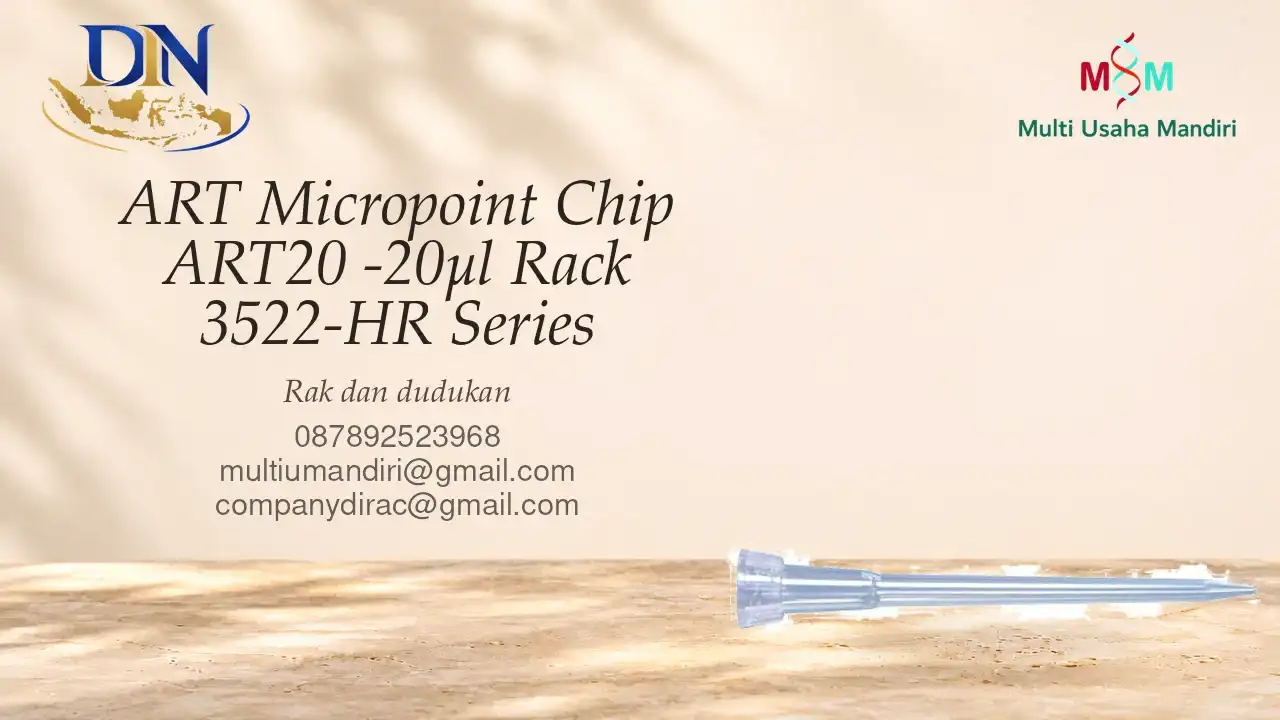 DIN
M M
Multi Usaha Mandiri
ART Micropoint Chip
ART20 -20µl Rack
3522-HR Series
Rak dan dudukan
087892523968
multiumandiri@gmail.com
companydirac@gmail.com